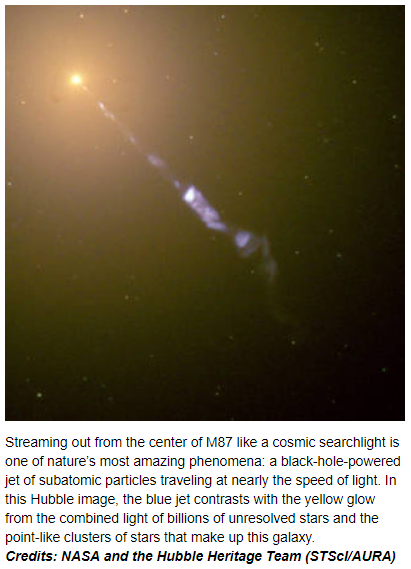 Streaming out from the center of M87 like a cosmic searchlight is
one of nature's most amazing phenomena: a black-hole-powered
jet of subatomic particles traveling at nearly the speed of light. In
this Hubble image, the blue jet contrasts with the yellow glow
from the combined light of billions of unresolved stars and the
point-like clusters of stars that make up this galaxy.
Credits: NASA and the Hubble Heritage Team (STScI/AURA)